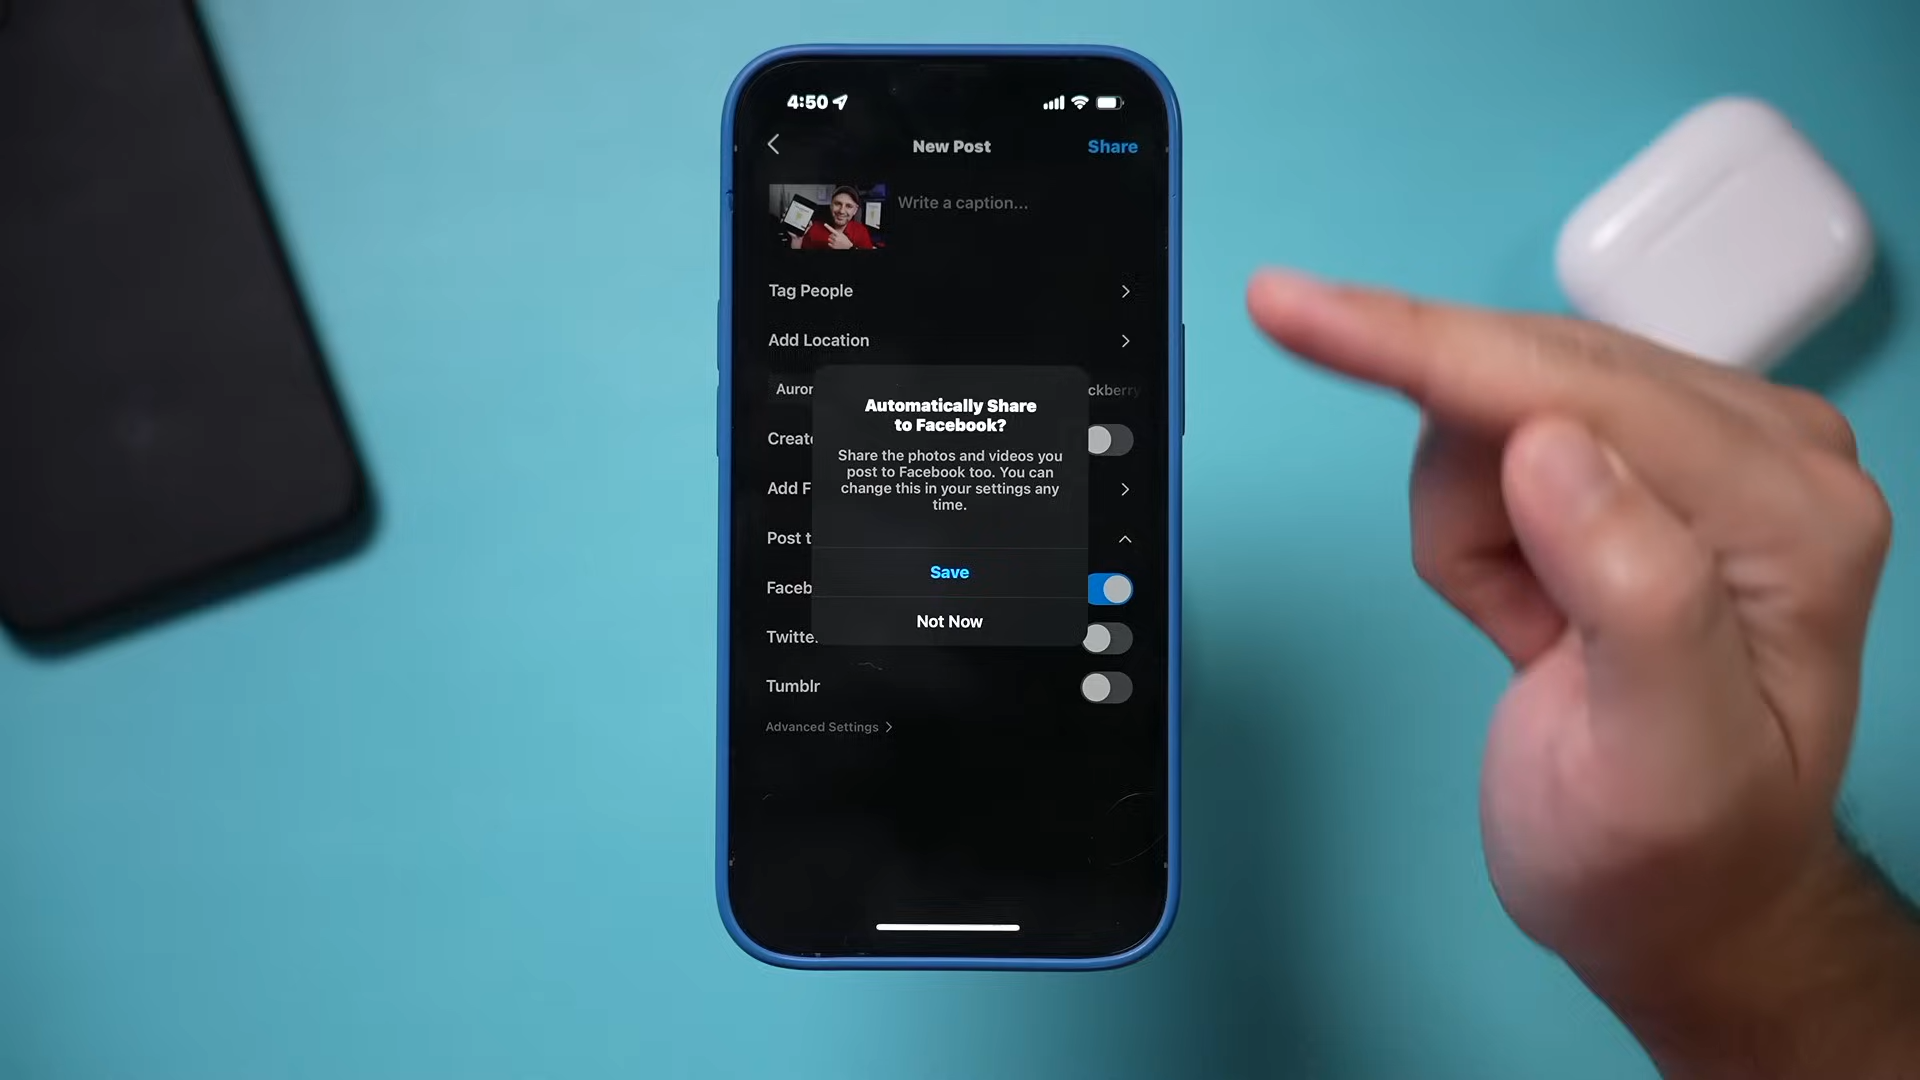 4:50
New Post
Share
Write a caption...
Tag People
Add Location
Auror
ckberry
Automatically Share
to Facebook?
Create
Share the photos and videos you
post to Facebook too. You can
change this in your settings any
time.
Add F
Post t
Save
Faceb
Not Now
Twitte
Tumblr
Advanced Settings